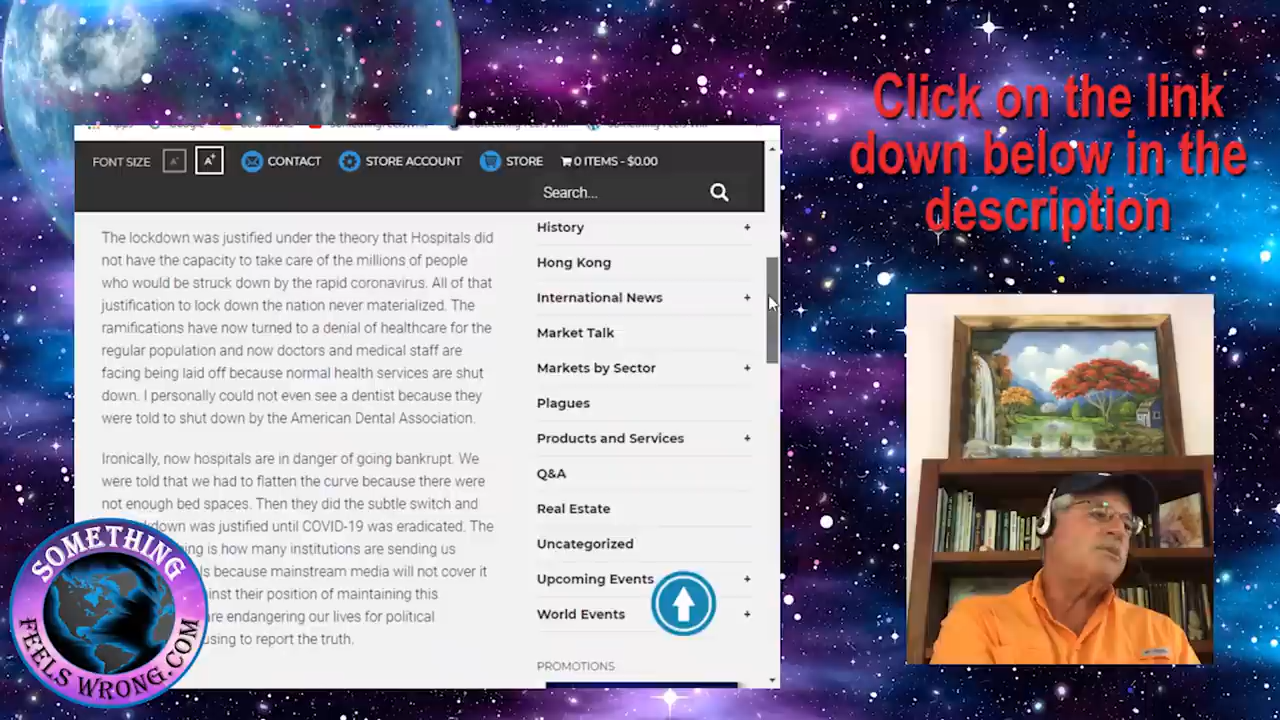 Click on the link
down below in the
description
FONT SIZE A- A+ CONTACT STORE ACCOUNT STORE 0 ITEMS - $0.00
Search...
The lockdown was justified under the theory that Hospitals did
not have the capacity to take care of the millions of people
who would be struck down by the rapid coronavirus. All of that
justification to lock down the nation never materialized. The
ramifications have now turned to a denial of healthcare for the
regular population and now doctors and medical staff are
facing being laid off because normal health services are shut
down. I personally could not even see a dentist because they
were told to shut down by the American Dental Association.
Ironically, now hospitals are in danger of going bankrupt. We
were told that we had to flatten the curve because there were
not enough bed spaces. Then they did the subtle switch and
was justified until COVID-19 was eradicated. The
is how many institutions are sending us
because mainstream media will not cover it
their position of maintaining this
are endangering our lives for political
to report the truth.
History +
Hong Kong
International News +
Market Talk
Markets by Sector +
Plagues
Products and Services +
Q&A
Real Estate
Uncategorized
Upcoming Events +
World Events +
PROMOTIONS
SOMETHING
FEELS WRONG.COM